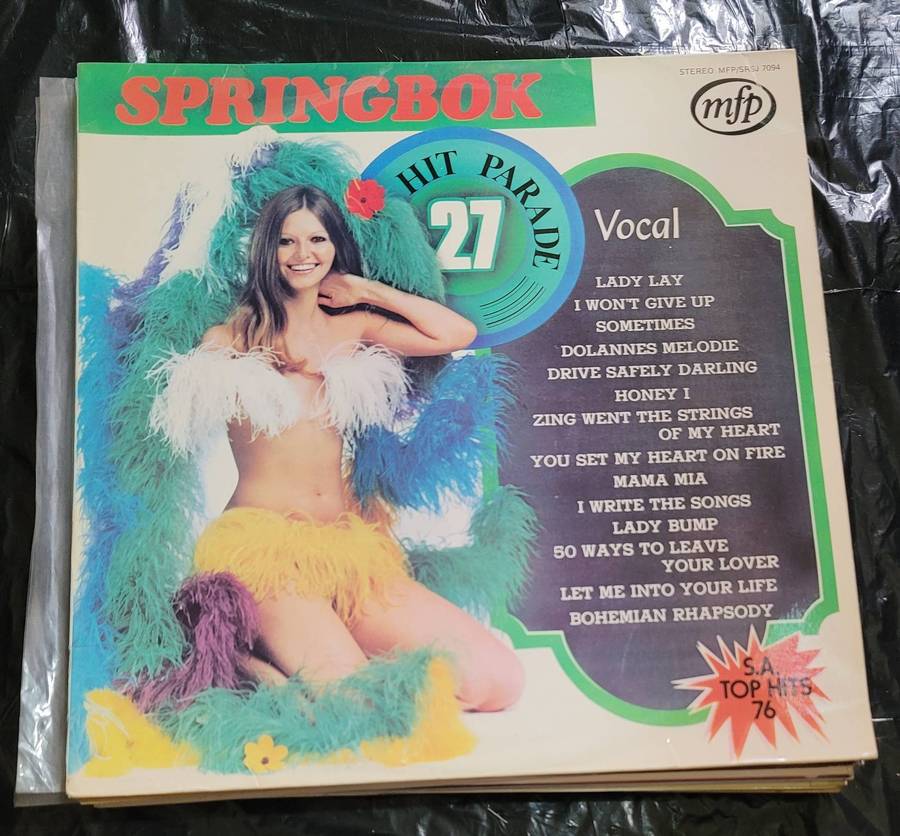 SPRINGBOK
STEREO MFP/SRSJ 7094
mfp
HIT PARADE
27
Vocal
LADY LAY
I WON'T GIVE UP
SOMETIMES
DOLANNES MELODIE
DRIVE SAFELY DARLING
HONEY I
ZING WENT THE STRINGS
OF MY HEART
YOU SET MY HEART ON FIRE
MAMA MIA
I WRITE THE SONGS
LADY BUMP
50 WAYS TO LEAVE
YOUR LOVER
LET ME INTO YOUR LIFE
BOHEMIAN RHAPSODY
S.A.
TOP HITS
76